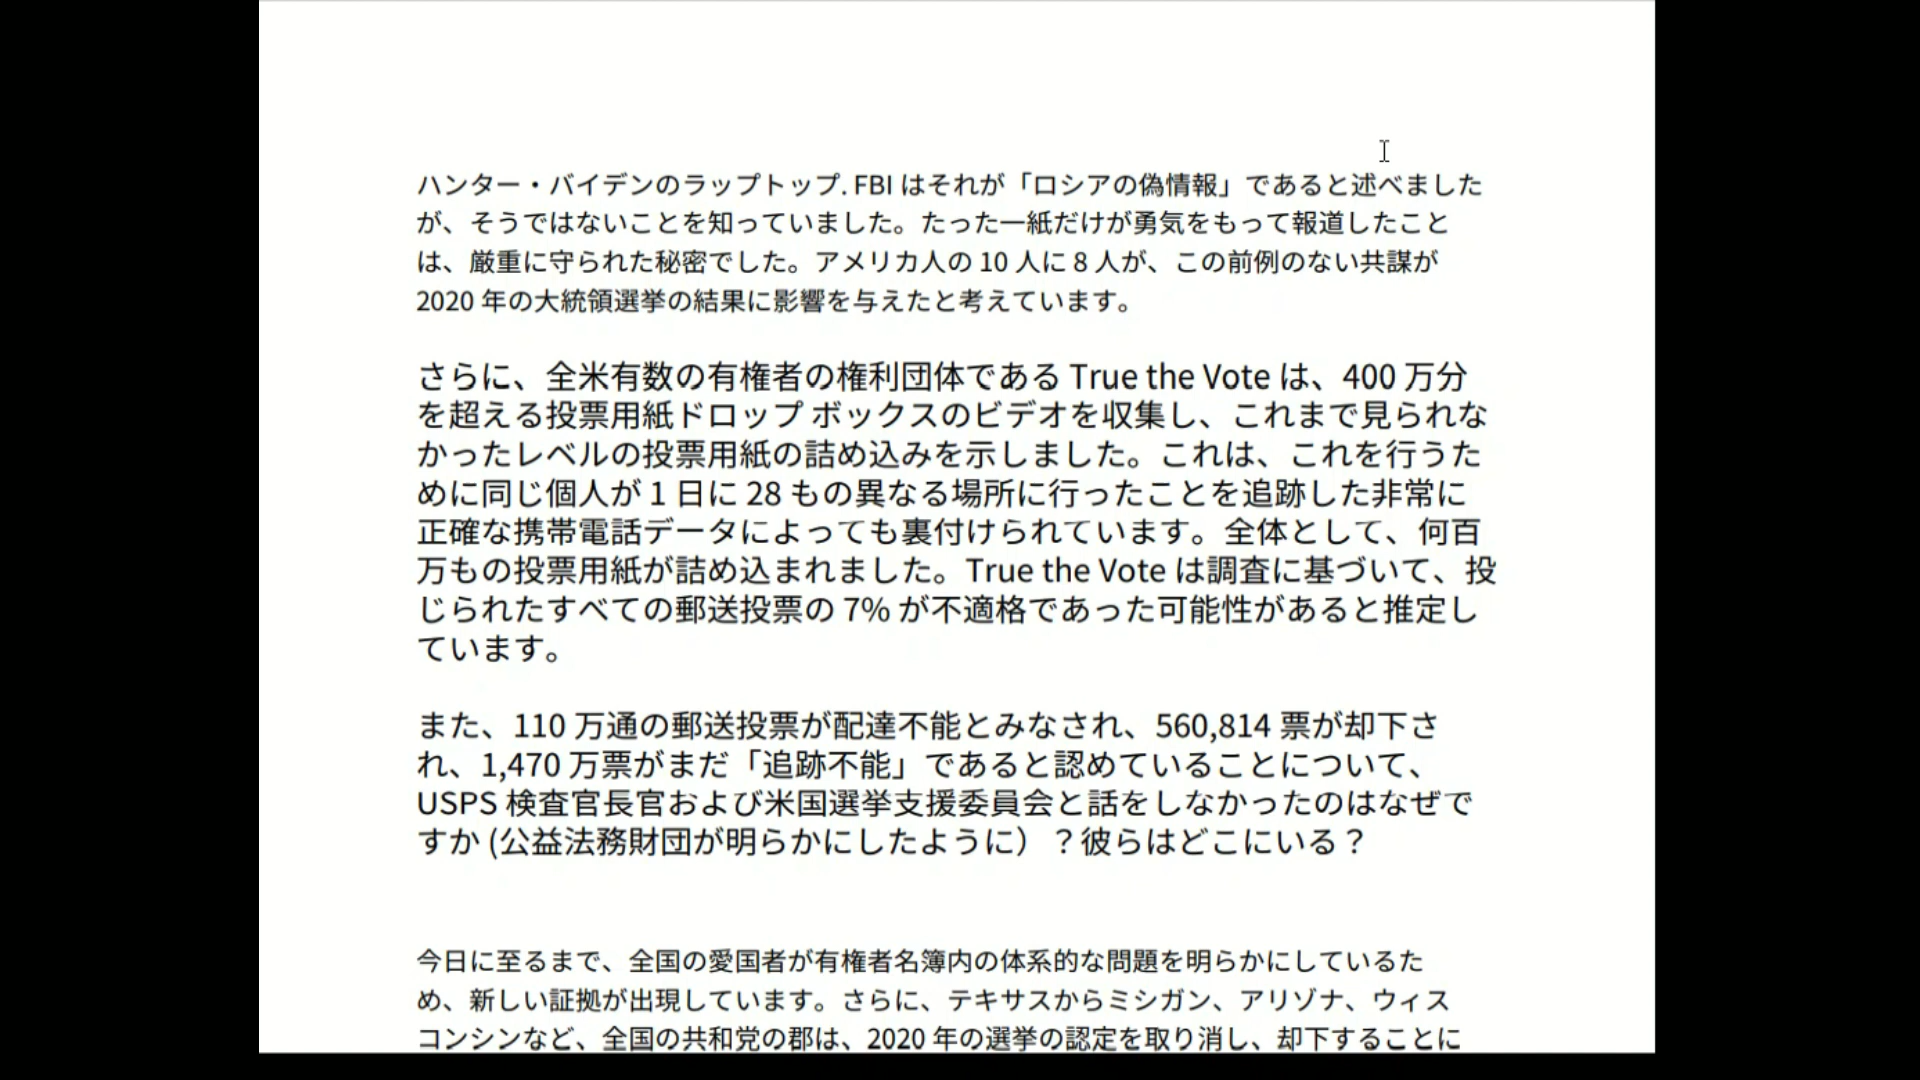 ハンター・バイデンのラップトップ. FBI はそれが「ロシアの偽情報」であると述べました
が、そうではないことを知っていました。たった一紙だけが勇気をもって報道したこと
は、厳重に守られた秘密でした。アメリカ人の 10 人に 8 人が、この前例のない共謀が
2020 年の大統領選挙の結果に影響を与えたと考えています。
さらに、全米有数の有権者の権利団体である True the Vote は、400 万分
を超える投票用紙ドロップ ボックスのビデオを収集し、これまで見られな
かったレベルの投票用紙の詰め込みを示しました。これは、これを行うた
めに同じ個人が 1 日に 28 もの異なる場所に行ったことを追跡した非常に
正確な携帯電話データによっても裏付けられています。全体として、何百
万もの投票用紙が詰め込まれました。True the Vote は調査に基づいて、投
じられたすべての郵送投票の 7% が不適格であった可能性があると推定し
ています。
また、110 万通の郵送投票が配達不能とみなされ、560,814 票が却下さ
れ、1,470 万票がまだ「追跡不能」であると認めていることについて、
USPS 検査官長官および米国選挙支援委員会と話をしなかったのはなぜで
すか (公益法務財団が明らかにしたように）？彼らはどこにいる？
今日に至るまで、全国の愛国者が有権者名簿内の体系的な問題を明らかにしているた
め、新しい証拠が出現しています。さらに、テキサスからミシガン、アリゾナ、ウィス
コンシンなど、全国の共和党の郡は、2020 年の選挙の認定を取り消し、却下することに